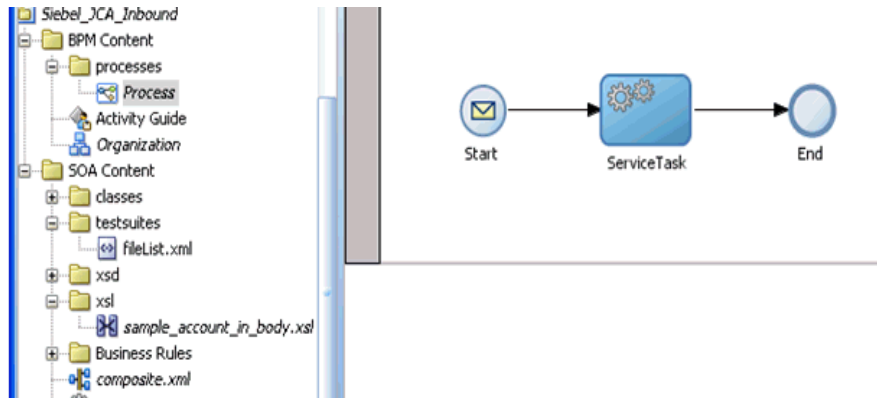 Siebel_JCA_Inbound
BPM Content
processes
Process
Activity Guide
Organization
SOA Content
classes
testsuites
fileList.xml
xsd
xsl
sample_account_in_body.xsl
Business Rules
composite.xml
Start
ServiceTask
End